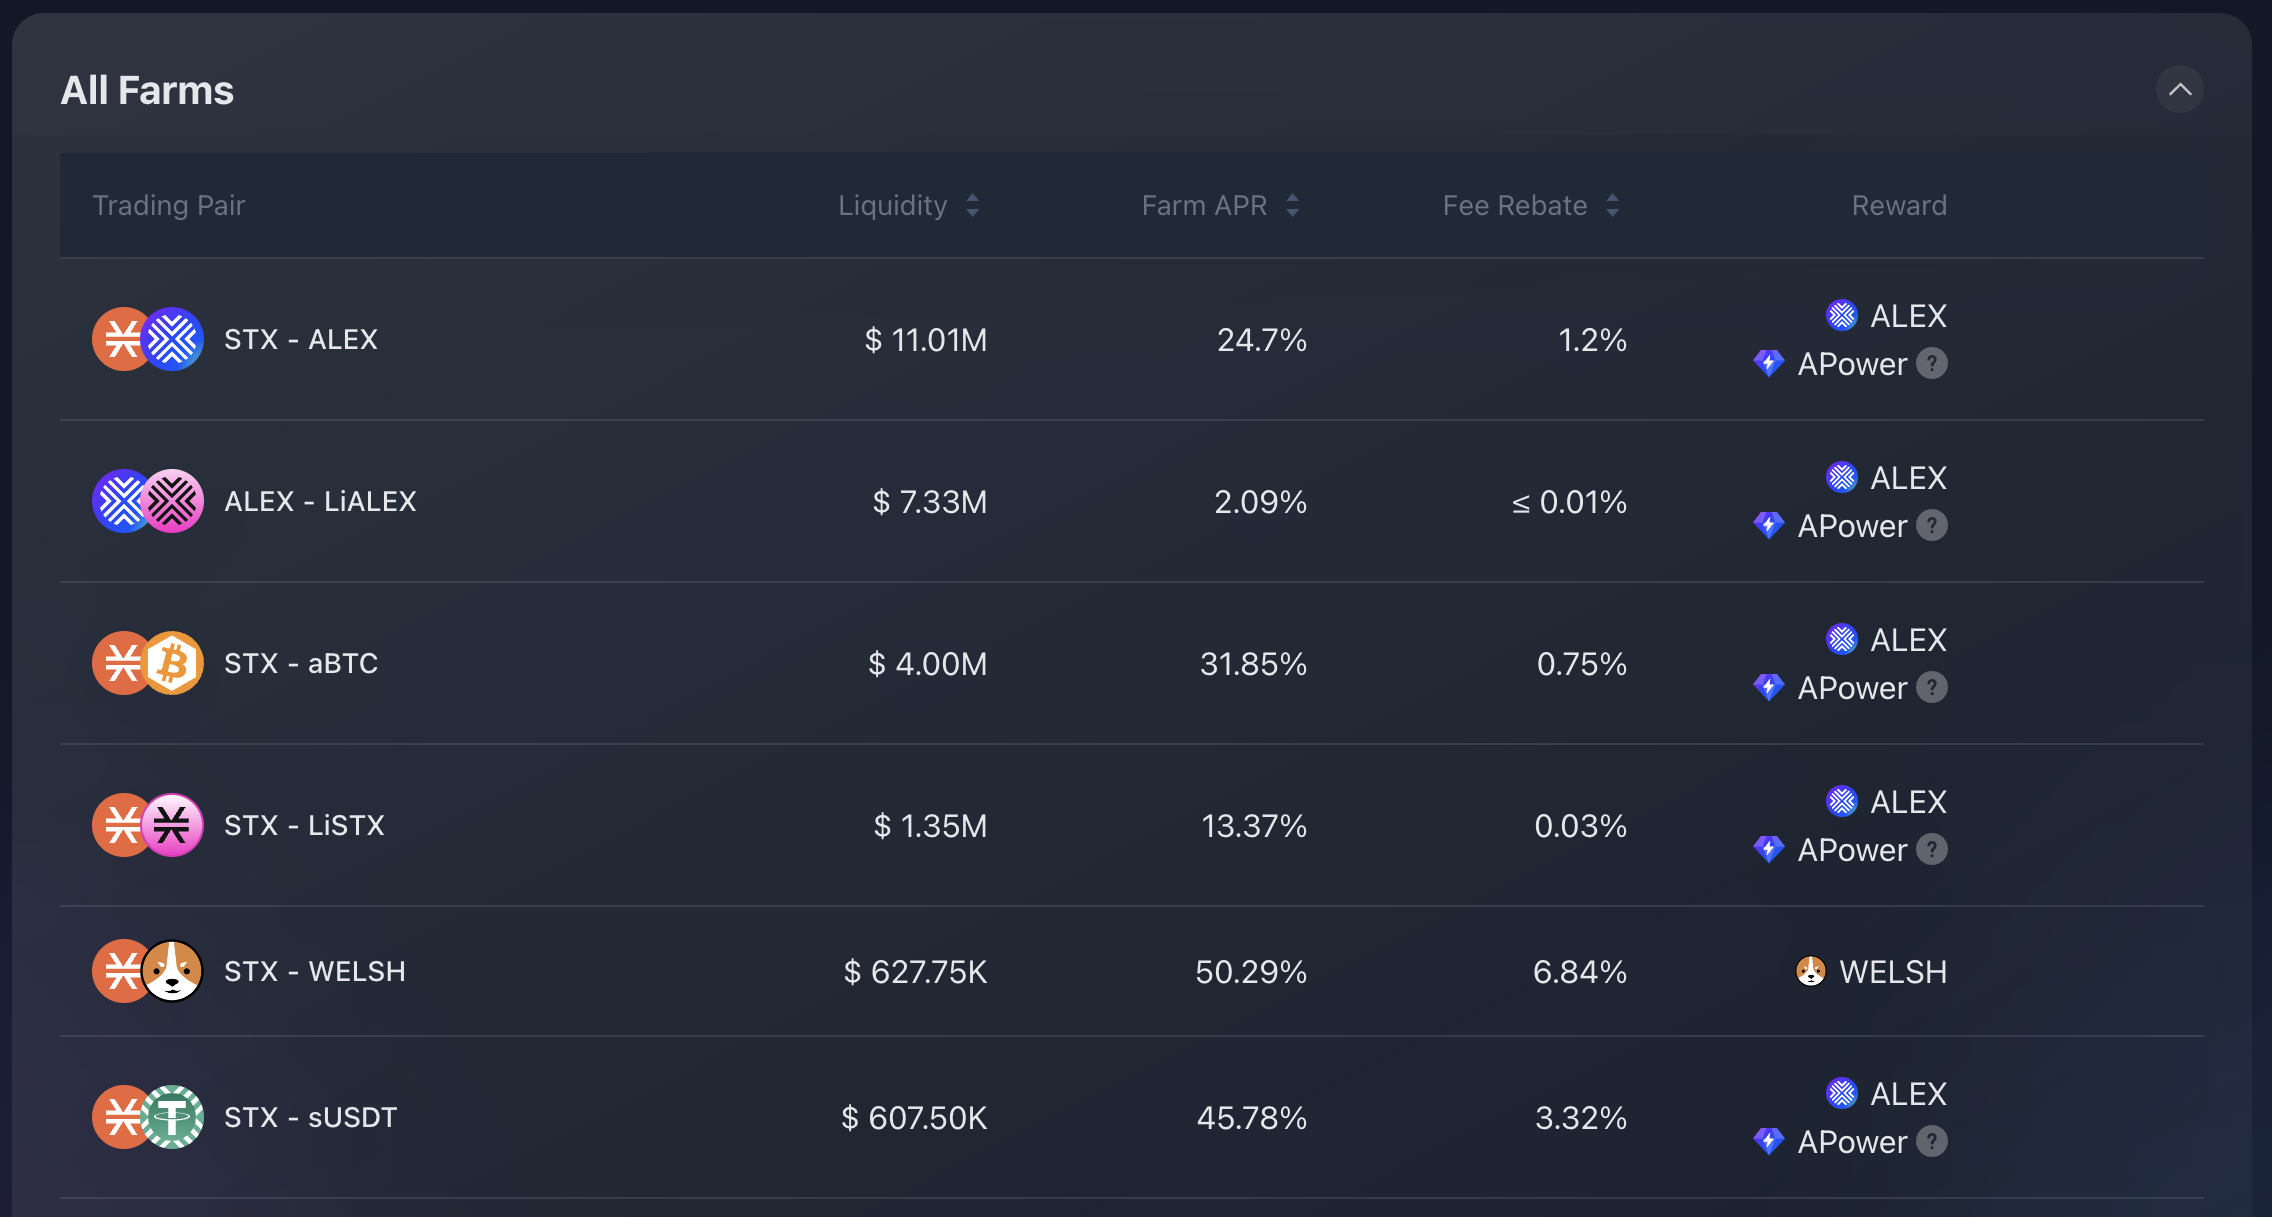 All Farms
Trading Pair Liquidity Farm APR Fee Rebate Reward
STX - ALEX $ 11.01M 24.7% 1.2% ALEX
APower ?
ALEX - LiALEX $ 7.33M 2.09% ≤ 0.01% ALEX
APower ?
STX - aBTC $ 4.00M 31.85% 0.75% ALEX
APower ?
STX - LiSTX $ 1.35M 13.37% 0.03% ALEX
APower ?
STX - WELSH $ 627.75K 50.29% 6.84% WELSH
STX - sUSDT $ 607.50K 45.78% 3.32% ALEX
APower ?